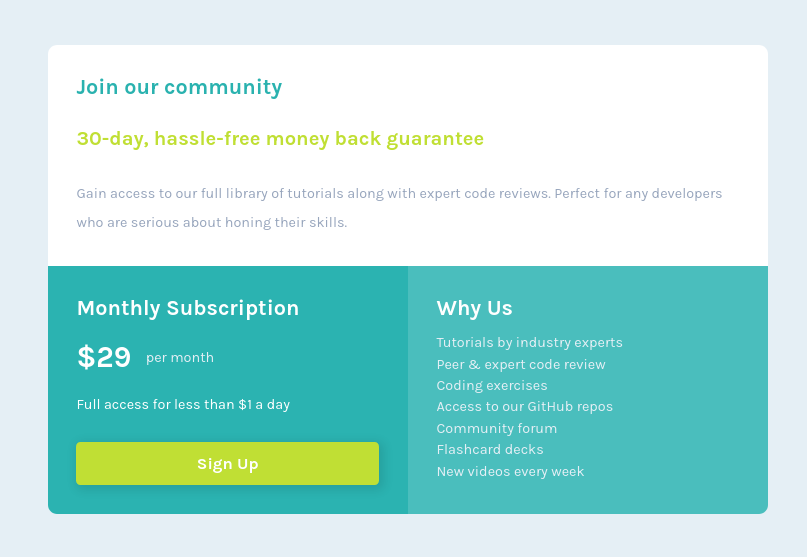 Join our community
30-day, hassle-free money back guarantee
Gain access to our full library of tutorials along with expert code reviews. Perfect for any developers
who are serious about honing their skills.
Monthly Subscription
$29 per month
Full access for less than $1 a day
Sign Up
Why Us
Tutorials by industry experts
Peer & expert code review
Coding exercises
Access to our GitHub repos
Community forum
Flashcard decks
New videos every week